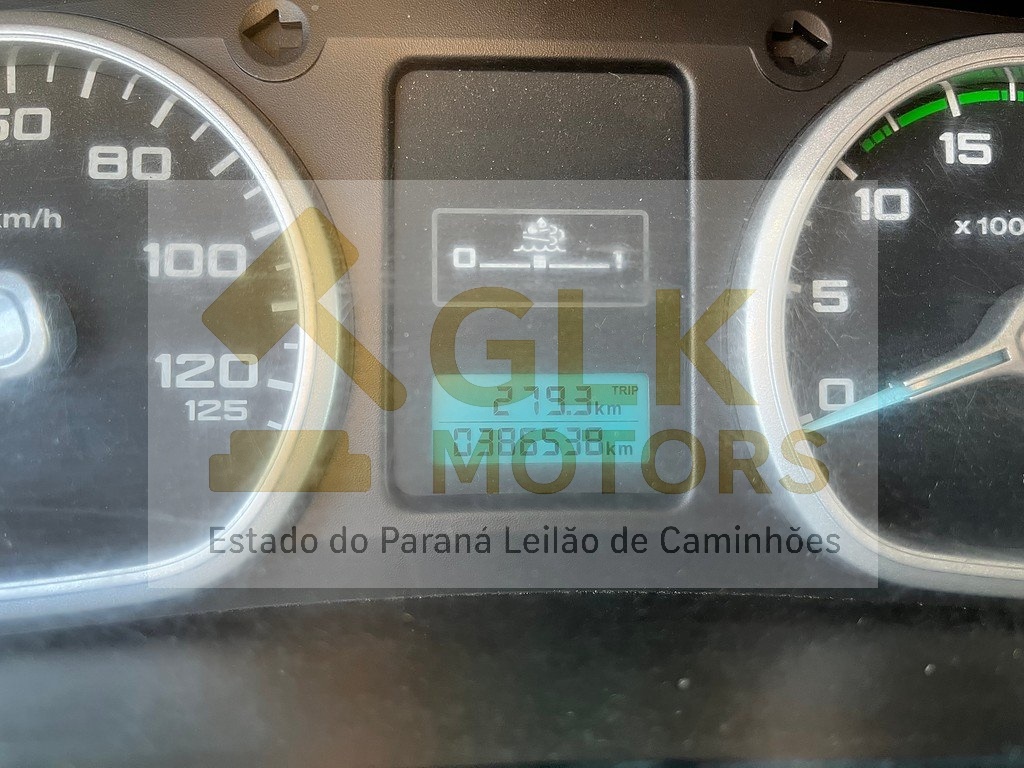 80
km/h
100
120
125
0 1
279.3 km TRIP
0386538 km
15
10
x100
5
0
GLK
MOTORS
Estado do Paraná Leilão de Caminhões